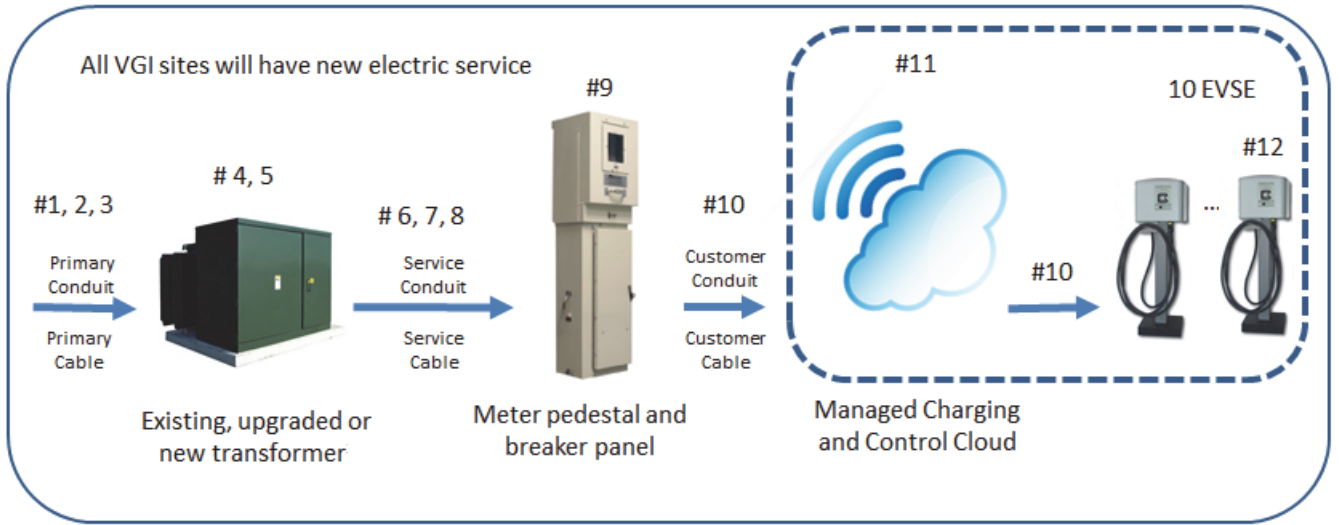 All VGI sites will have new electric service
#1, 2, 3
Primary
Conduit
Primary
Cable
# 4, 5
Existing, upgraded or
new transformer
# 6, 7, 8
Service
Conduit
Service
Cable
#9
Meter pedestal and
breaker panel
#10
Customer
Conduit
Customer
Cable
#11
Managed Charging
and Control Cloud
#10
10 EVSE
#12
...